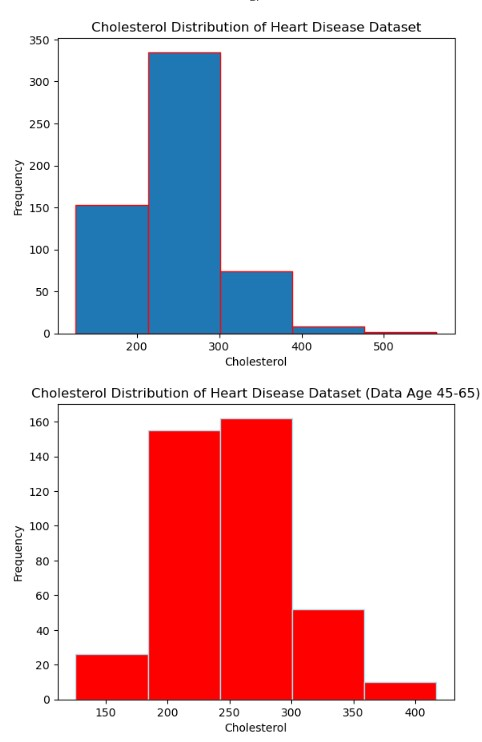 Cholesterol Distribution of Heart Disease Dataset
350
300
250
200
150
100
50
0
Frequency
200 300 400 500
Cholesterol
Cholesterol Distribution of Heart Disease Dataset (Data Age 45-65)
160
140
120
100
80
60
40
20
0
Frequency
150 200 250 300 350 400
Cholesterol